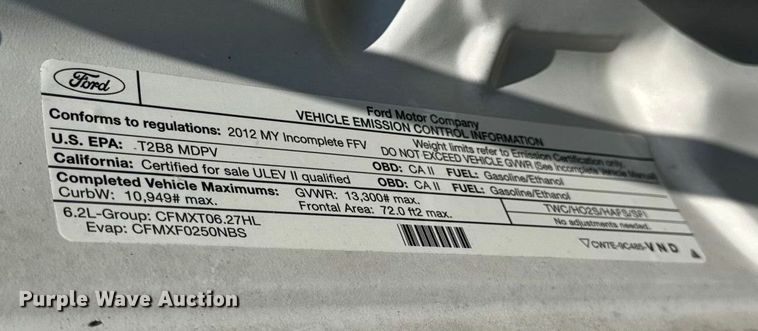 Ford
Ford Motor Company
VEHICLE EMISSION CONTROL INFORMATION
Conforms to regulations: 2012 MY Incomplete FFV
Weight limits refer to Emission Certification only.
DO NOT EXCEED VEHICLE GVWR (See Incomplete Vehicle Manual)
U.S. EPA: T2B8 MDPV OBD: CA II FUEL: Gasoline/Ethanol
California: Certified for sale ULEV II qualified OBD: CA II FUEL: Gasoline/Ethanol
Completed Vehicle Maximums: GVWR: 13,300# max.
CurbW: 10,949# max. Frontal Area: 72.0 ft2 max.
TWC/HO2S/HAFS/SFI
No adjustments needed.
6.2L-Group: CFMXT06.27HL
Evap: CFMXF0250NBS
CW7E-9C485-VND
Purple Wave Auction